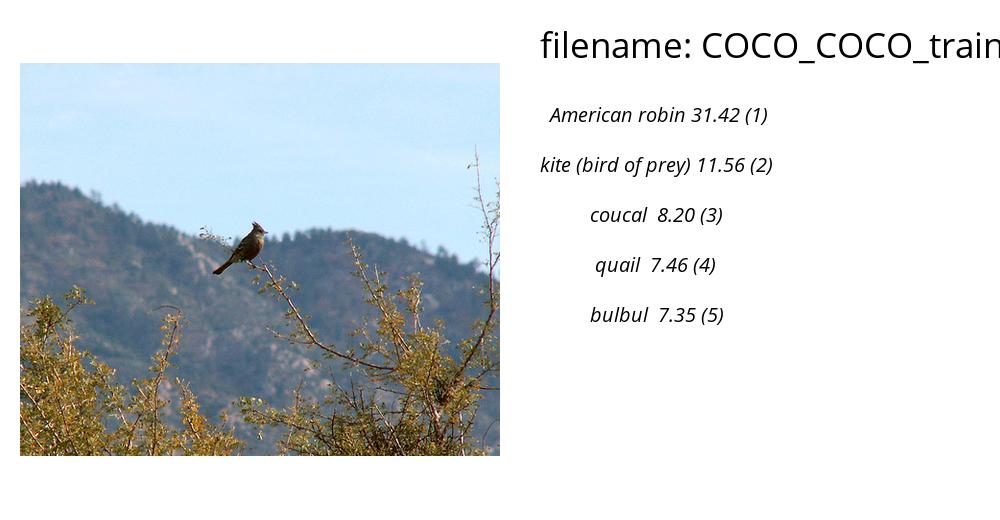 filename: COCO_COCO_train
American robin 31.42 (1)
kite (bird of prey) 11.56 (2)
coucal 8.20 (3)
quail 7.46 (4)
bulbul 7.35 (5)